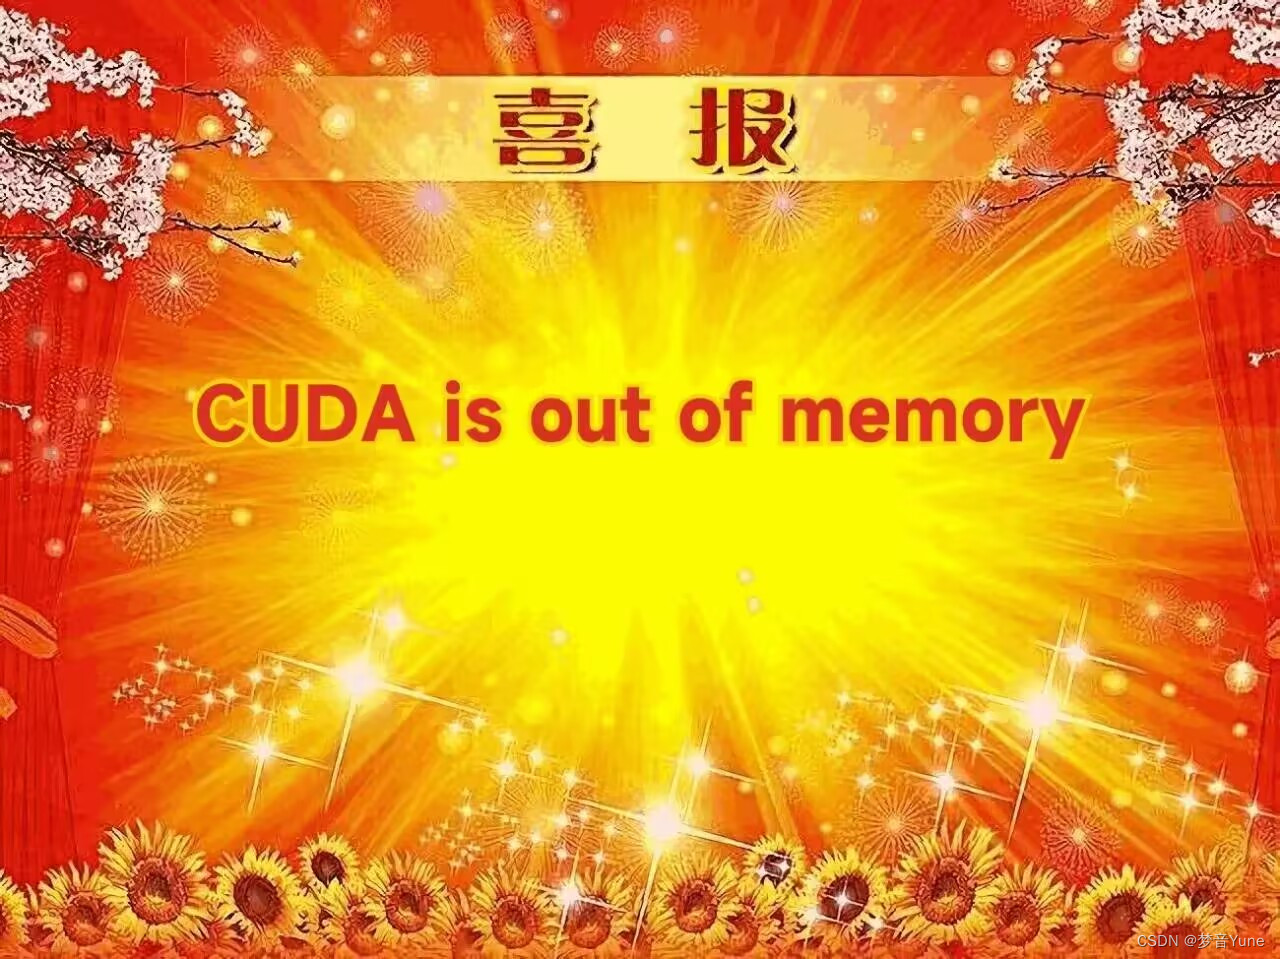 喜报
CUDA is out of memory
CSDN @梦音Yune